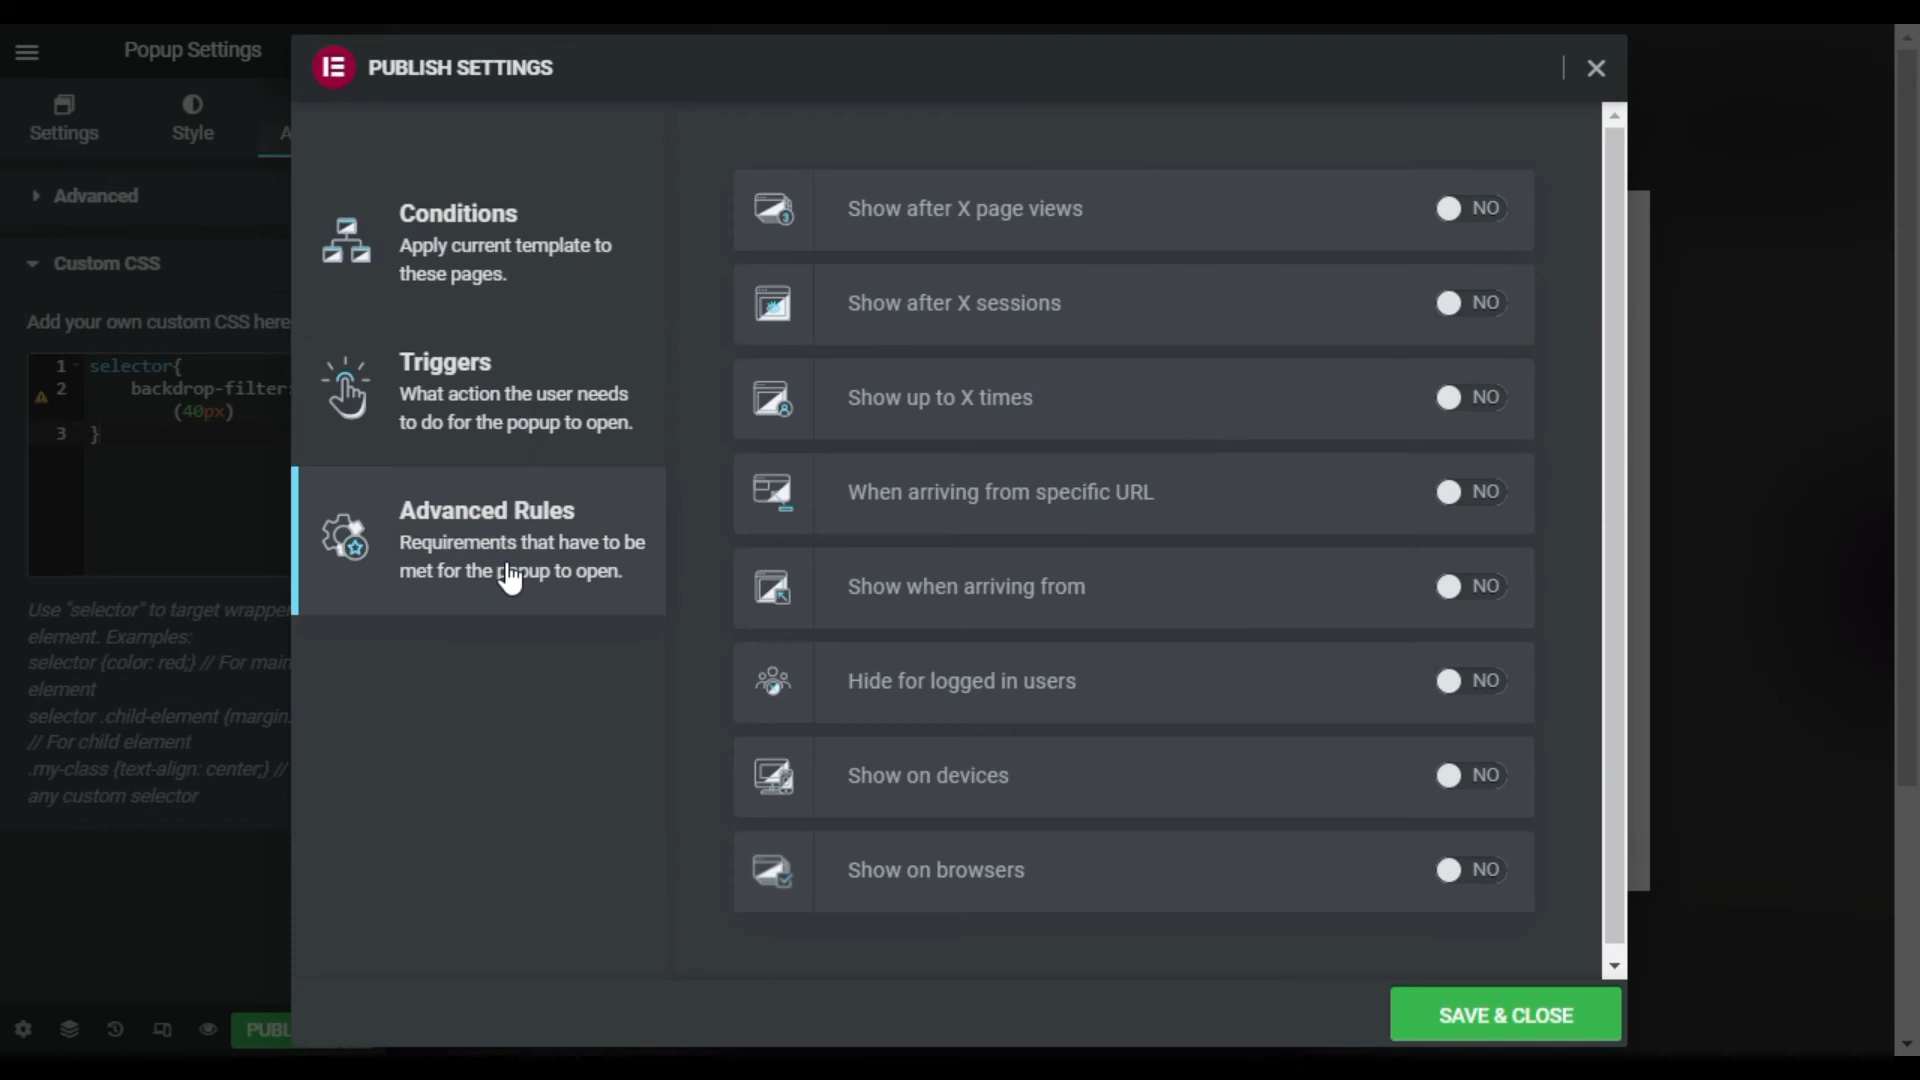 Popup Settings
PUBLISH SETTINGS
Settings
Style
A
Advanced
Custom CSS
Add your own custom CSS here
1 selector{
2 backdrop-filter:
(40px)
3 }
Use "selector" to target wrapper
element. Examples:
selector {color: red;} // For main
element
selector .child-element {margin:
// For child element
.my-class {text-align: center;} //
any custom selector
PUBL
Conditions
Apply current template to
these pages.
Triggers
What action the user needs
to do for the popup to open.
Advanced Rules
Requirements that have to be
met for the popup to open.
Show after X page views NO
Show after X sessions NO
Show up to X times NO
When arriving from specific URL NO
Show when arriving from NO
Hide for logged in users NO
Show on devices NO
Show on browsers NO
SAVE & CLOSE